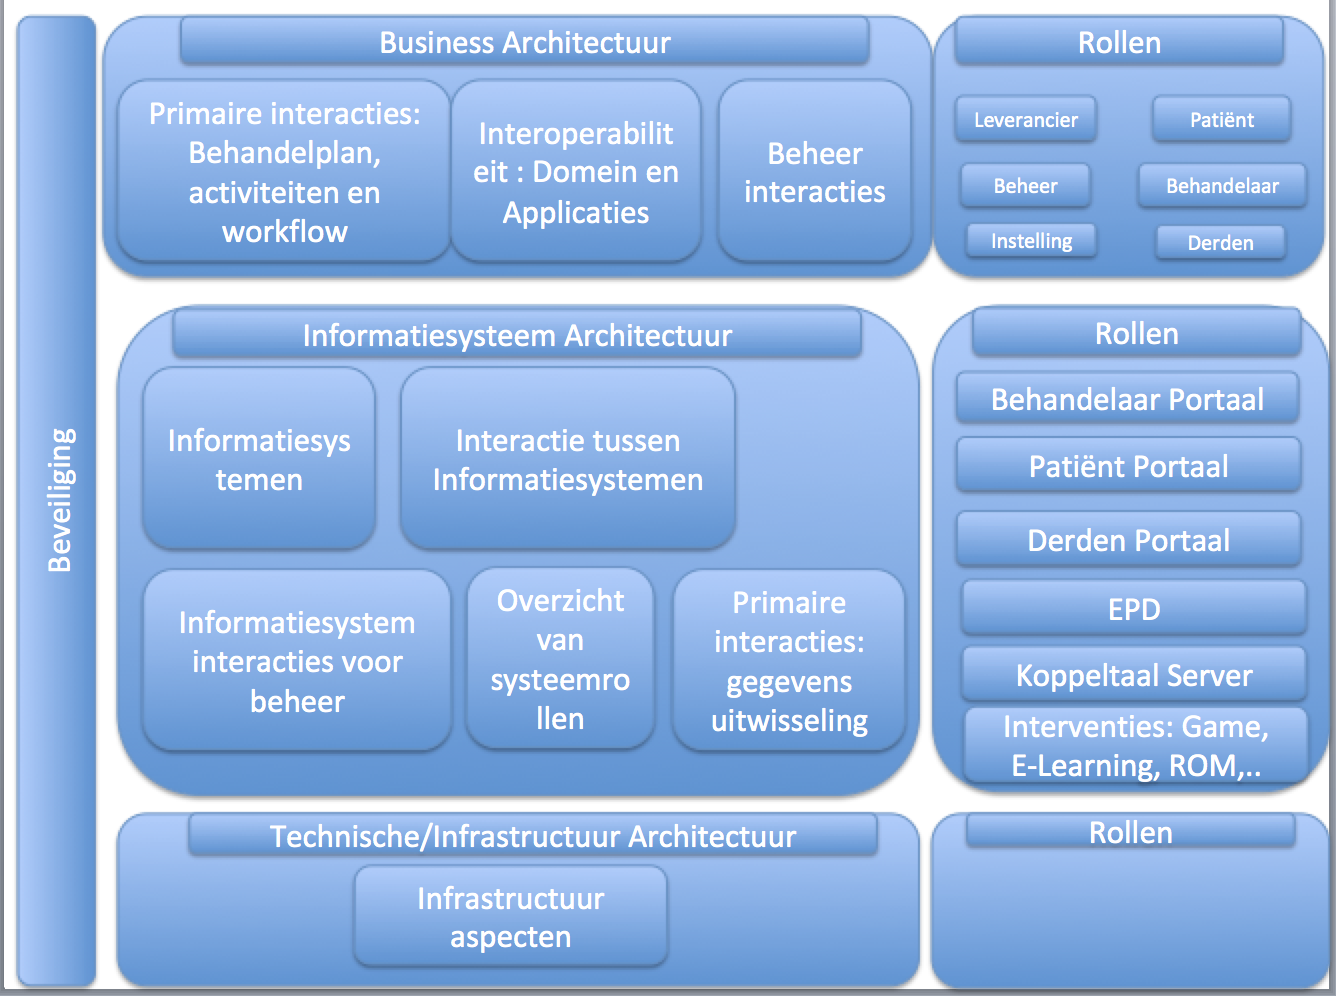 Beveiliging
Business Architectuur
Primaire interacties:
Behandelplan,
activiteiten en
workflow
Interoperabilit
eit : Domein en
Applicaties
Beheer
interacties
Rollen
Leverancier
Patiënt
Beheer
Behandelaar
Instelling
Derden
Informatiesysteem Architectuur
Informatiesys
temen
Interactie tussen
Informatiesystemen
Informatiesystem
interacties voor
beheer
Overzicht
van
systeemro
llen
Primaire
interacties:
gegevens
uitwisseling
Rollen
Behandelaar Portaal
Patiënt Portaal
Derden Portaal
EPD
Koppeltaal Server
Interventies: Game,
E-Learning, ROM,..
Technische/Infrastructuur Architectuur
Infrastructuur
aspecten
Rollen